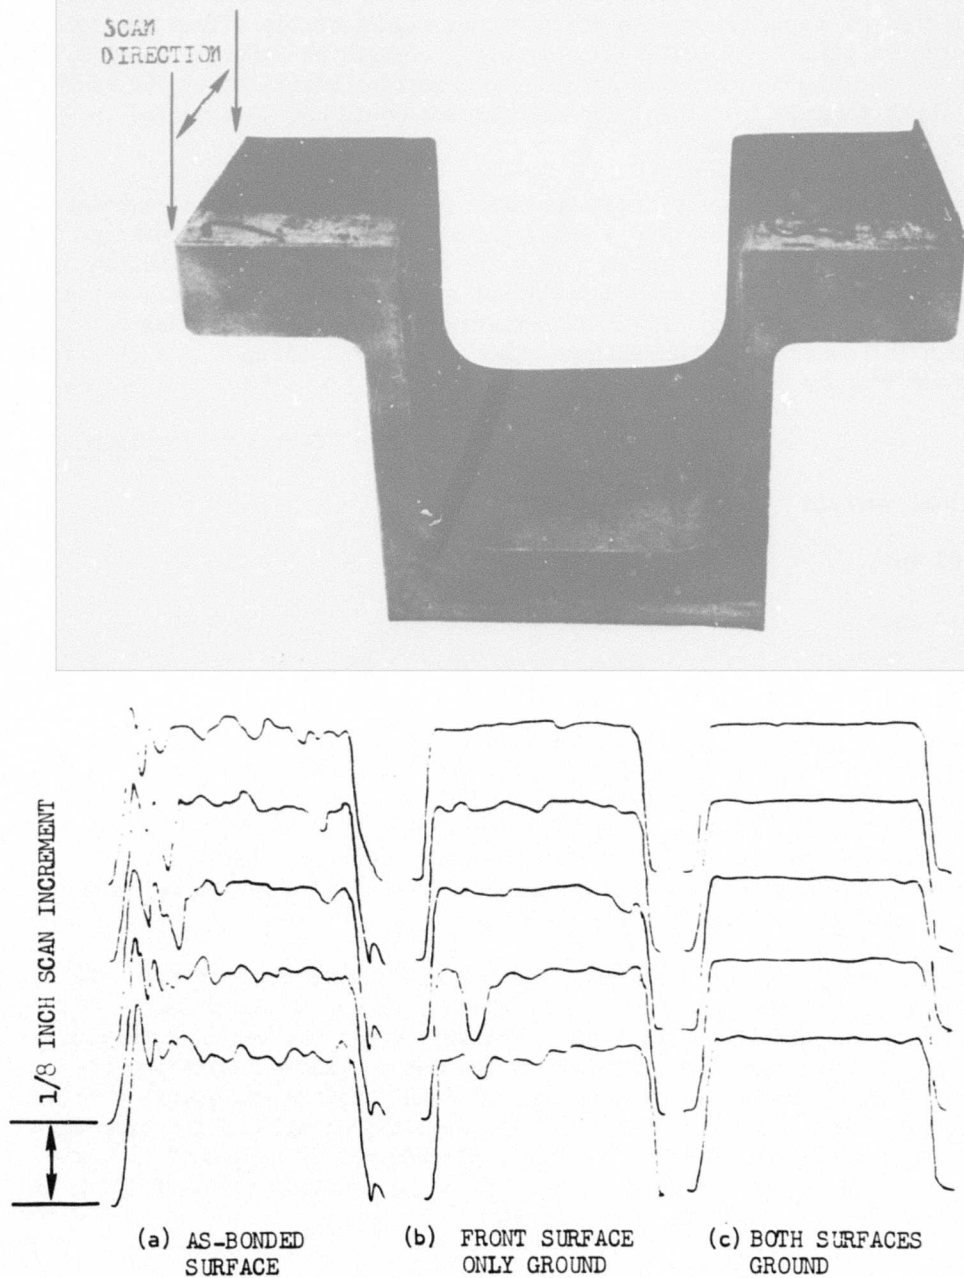 SCAN
DIRECTION
1/8 INCH SCAN INCREMENT
(a) AS-BONDED
SURFACE
(b) FRONT SURFACE
ONLY GROUND
(c) BOTH SURFACES
GROUND